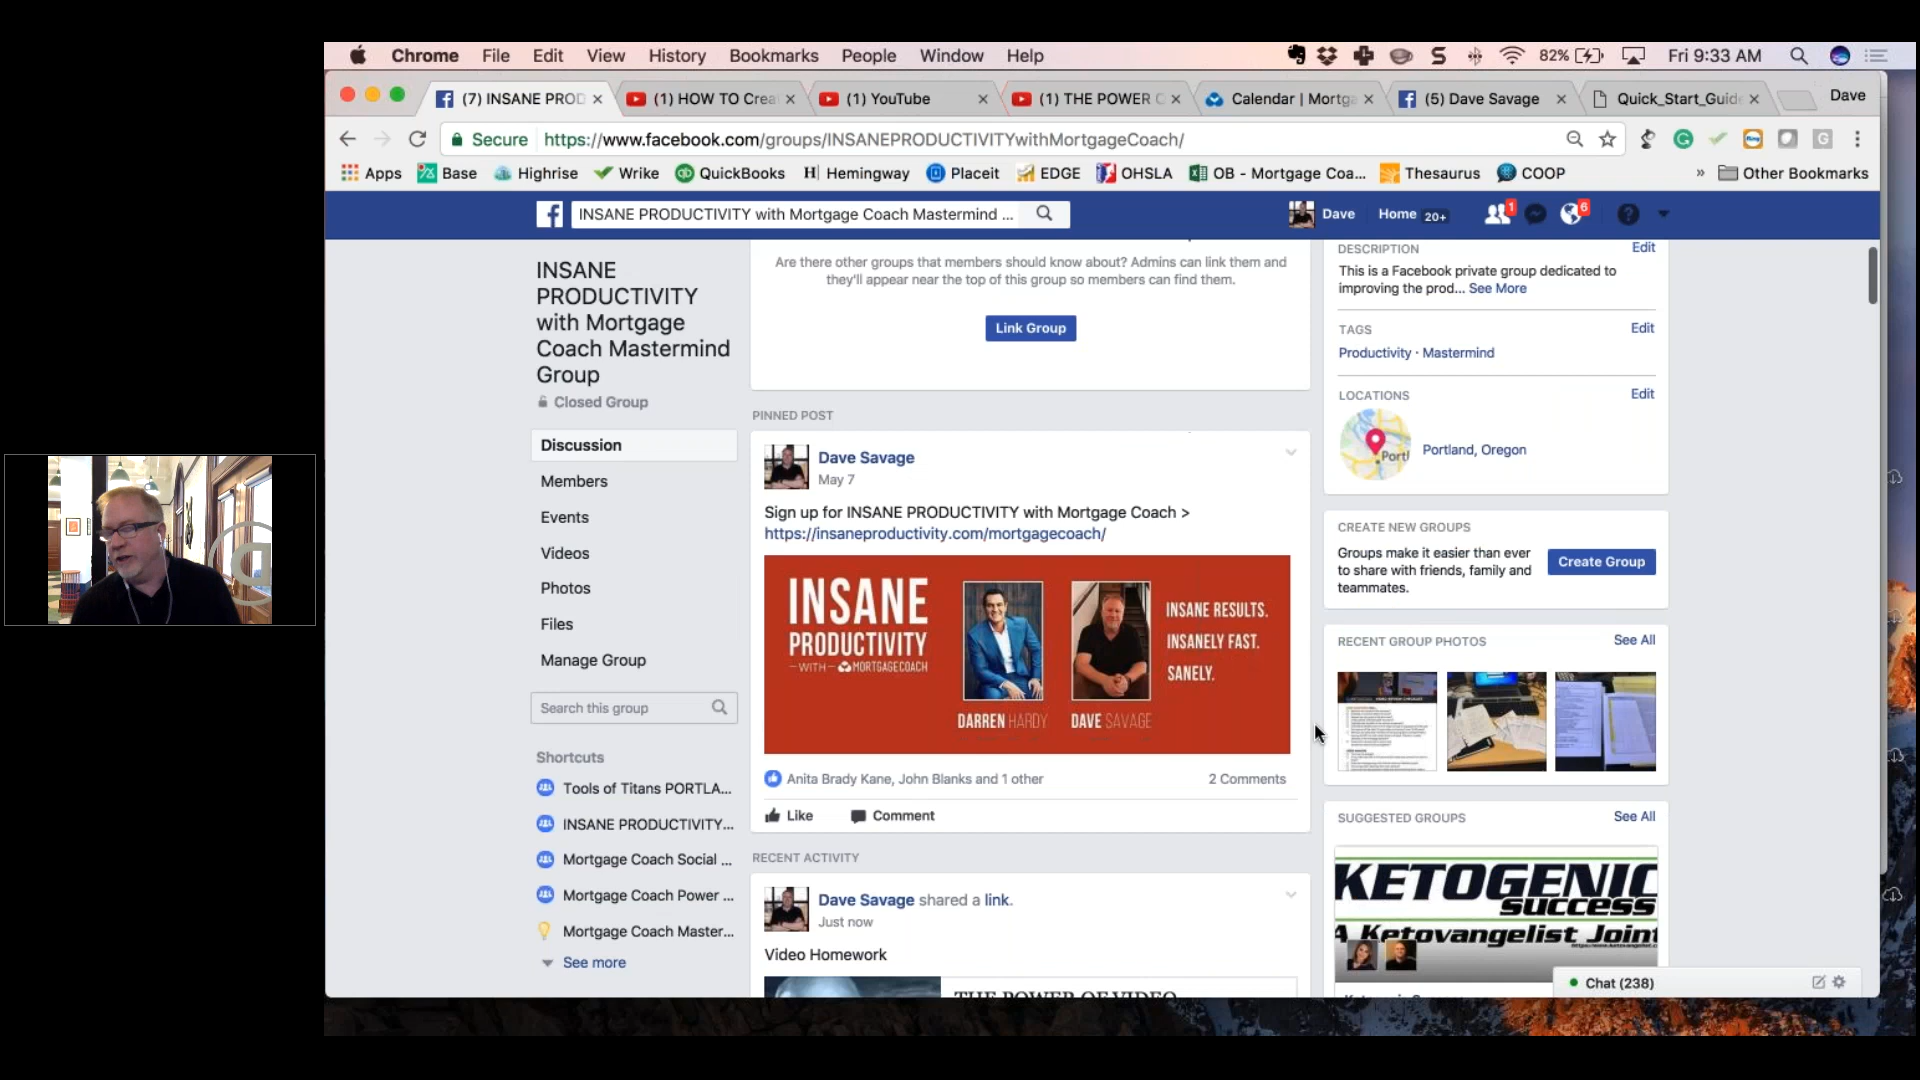 Chrome File Edit View History Bookmarks People Window Help
82% Fri 9:33 AM
(7) INSANE PROD
(1) HOW TO Crea
(1) YouTube
(1) THE POWER O
Calendar | Mortga
(5) Dave Savage
Quick_Start_Guide
Dave
Secure https://www.facebook.com/groups/INSANEPRODUCTIVITYwithMortgageCoach/
Apps Base Highrise Wrike QuickBooks Hemingway Placeit EDGE OHSLA OB - Mortgage Coa... Thesaurus COOP » Other Bookmarks
INSANE PRODUCTIVITY with Mortgage Coach Mastermind ...
Dave Home 20+ 1 6
INSANE
PRODUCTIVITY
with Mortgage
Coach Mastermind
Group
Closed Group
Discussion
Members
Events
Videos
Photos
Files
Manage Group
Search this group
Shortcuts
Tools of Titans PORTLA...
INSANE PRODUCTIVITY...
Mortgage Coach Social ...
Mortgage Coach Power ...
Mortgage Coach Master...
See more
Are there other groups that members should know about? Admins can link them and
they'll appear near the top of this group so members can find them.
Link Group
PINNED POST
Dave Savage
May 7
Sign up for INSANE PRODUCTIVITY with Mortgage Coach >
https://insaneproductivity.com/mortgagecoach/
INSANE
PRODUCTIVITY
WITH MORTGAGECOACH
DARREN HARDY
DAVE SAVAGE
INSANE RESULTS.
INSANELY FAST.
SANELY.
Anita Brady Kane, John Blanks and 1 other
2 Comments
Like Comment
RECENT ACTIVITY
Dave Savage shared a link.
Just now
Video Homework
THE POWER OF VIDEO
DESCRIPTION
Edit
This is a Facebook private group dedicated to
improving the prod... See More
TAGS
Edit
Productivity · Mastermind
LOCATIONS
Edit
Portl
Portland, Oregon
CREATE NEW GROUPS
Groups make it easier than ever
to share with friends, family and
teammates.
Create Group
RECENT GROUP PHOTOS
See All
SUGGESTED GROUPS
See All
KETOGENIC
SUCCESS
A Ketovangelist Joint
Chat (238)